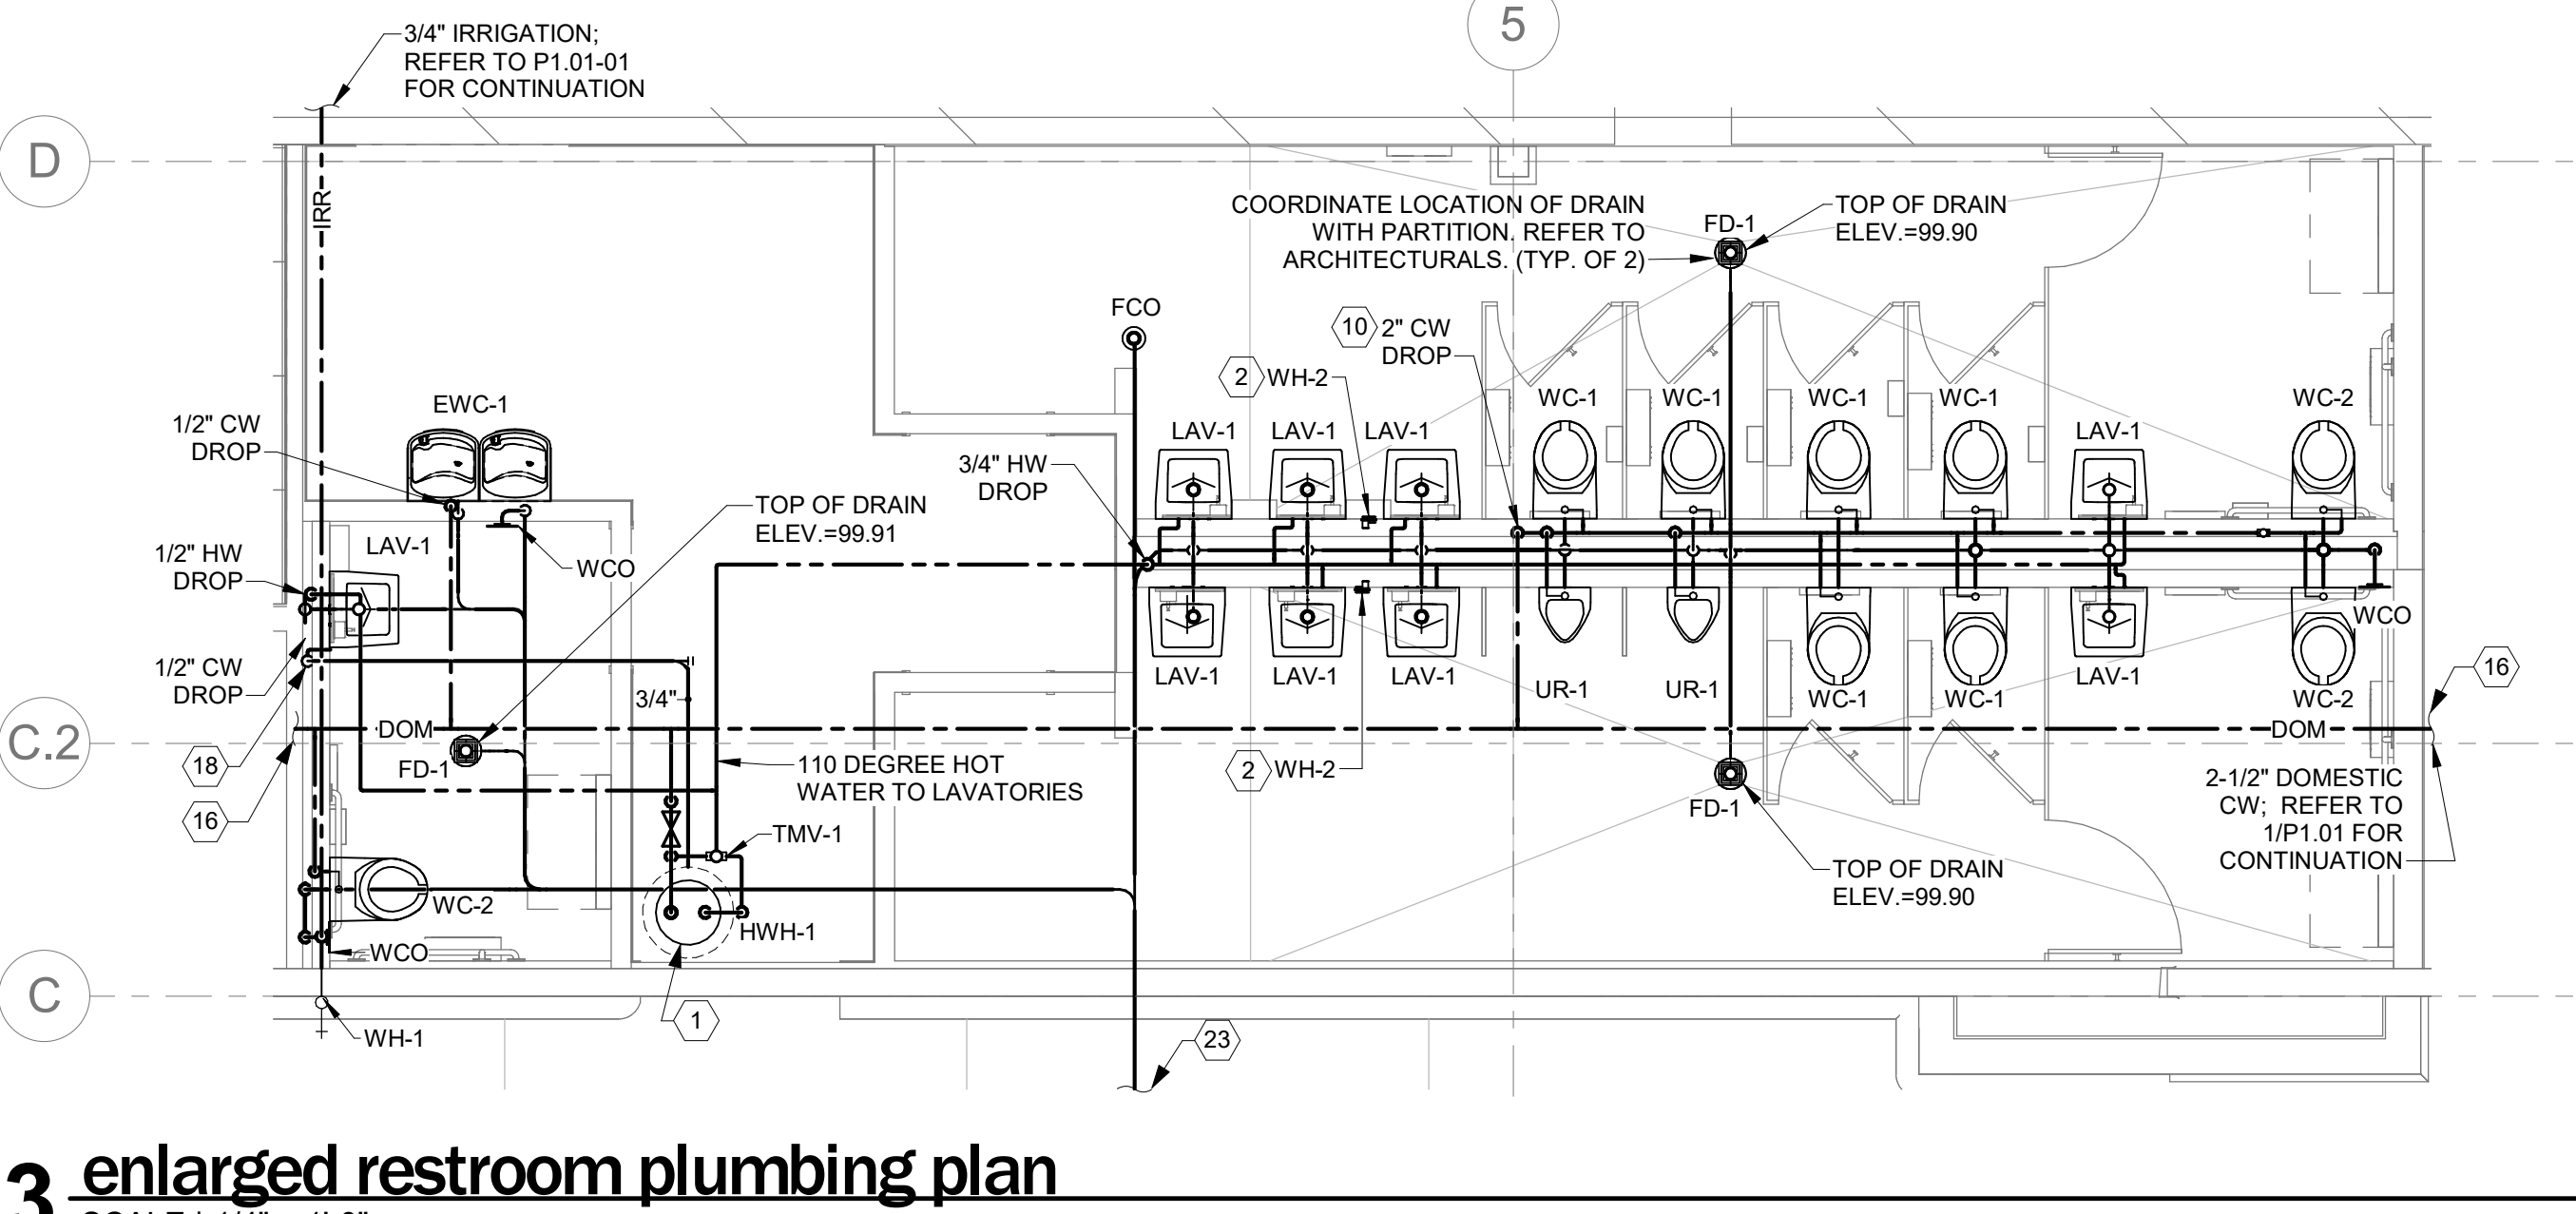 5
3/4" IRRIGATION;
REFER TO P1.01-01
FOR CONTINUATION
D
IRR
COORDINATE LOCATION OF DRAIN
WITH PARTITION. REFER TO
ARCHITECTURALS. (TYP. OF 2)
FD-1
TOP OF DRAIN
ELEV.=99.90
FCO
10
2" CW
DROP
2
WH-2
EWC-1
1/2" CW
DROP
WC-1
WC-1
WC-1
WC-1
WC-2
LAV-1
LAV-1
LAV-1
LAV-1
3/4" HW
DROP
TOP OF DRAIN
ELEV.=99.91
LAV-1
1/2" HW
DROP
WCO
WCO
1/2" CW
DROP
3/4"
LAV-1
LAV-1
LAV-1
UR-1
UR-1
WC-1
WC-1
LAV-1
WC-2
16
C.2
DOM
DOM
18
FD-1
110 DEGREE HOT
WATER TO LAVATORIES
2
WH-2
FD-1
2-1/2" DOMESTIC
CW; REFER TO
1/P1.01 FOR
CONTINUATION
16
TMV-1
TOP OF DRAIN
ELEV.=99.90
WC-2
HWH-1
WCO
C
1
WH-1
23
3
enlarged restroom plumbing plan